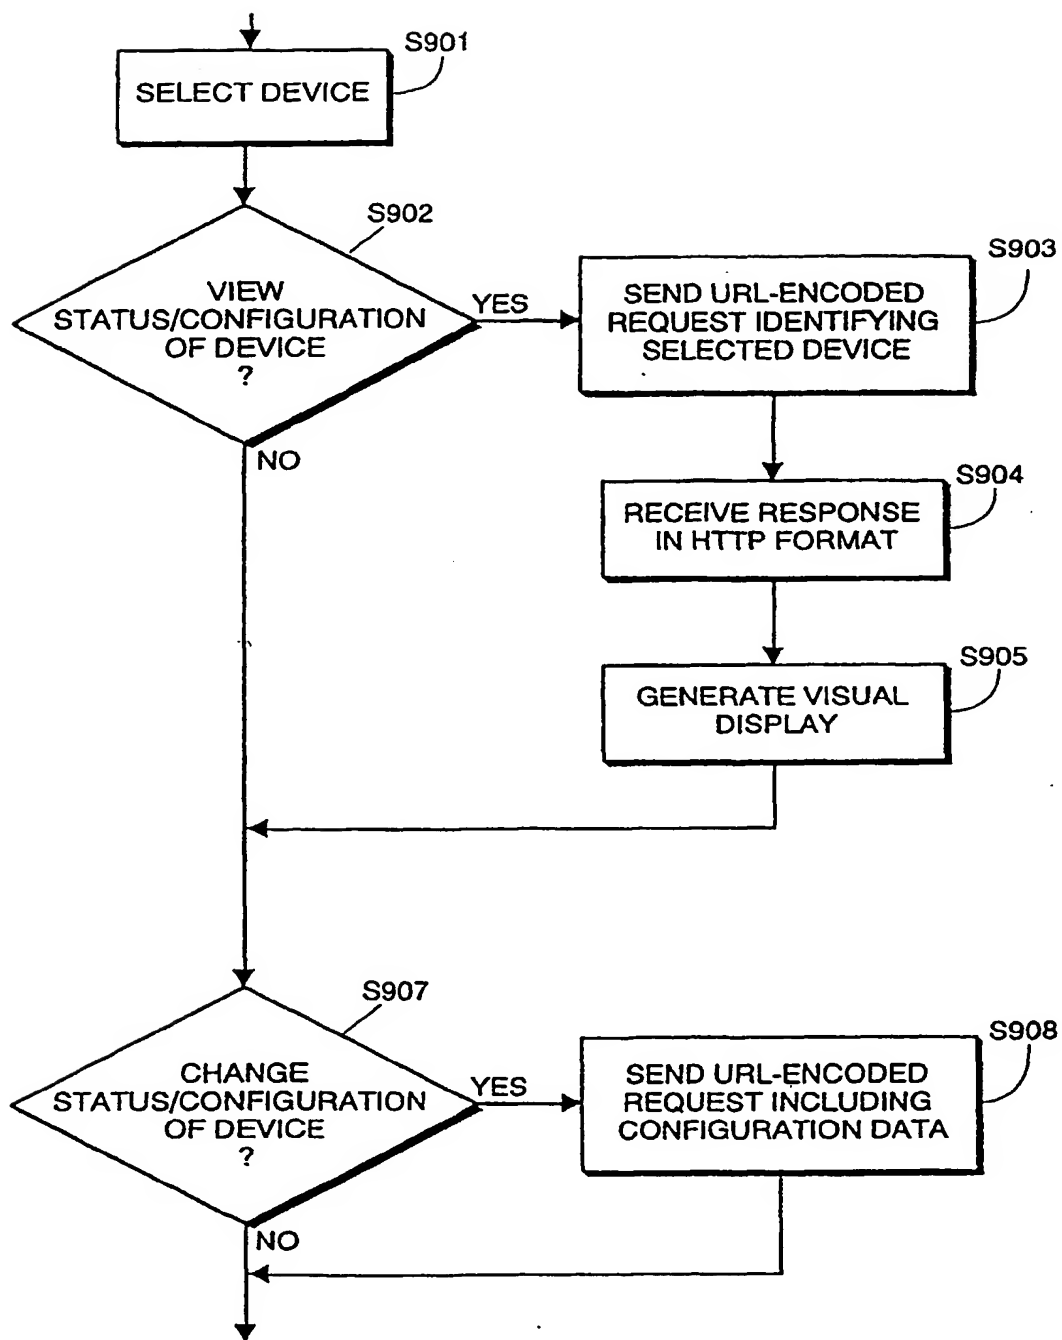 S901
SELECT DEVICE
S902
VIEW
STATUS/CONFIGURATION
OF DEVICE
?
YES
NO
S903
SEND URL-ENCODED
REQUEST IDENTIFYING
SELECTED DEVICE
S904
RECEIVE RESPONSE
IN HTTP FORMAT
S905
GENERATE VISUAL
DISPLAY
S907
CHANGE
STATUS/CONFIGURATION
OF DEVICE
?
YES
NO
S908
SEND URL-ENCODED
REQUEST INCLUDING
CONFIGURATION DATA